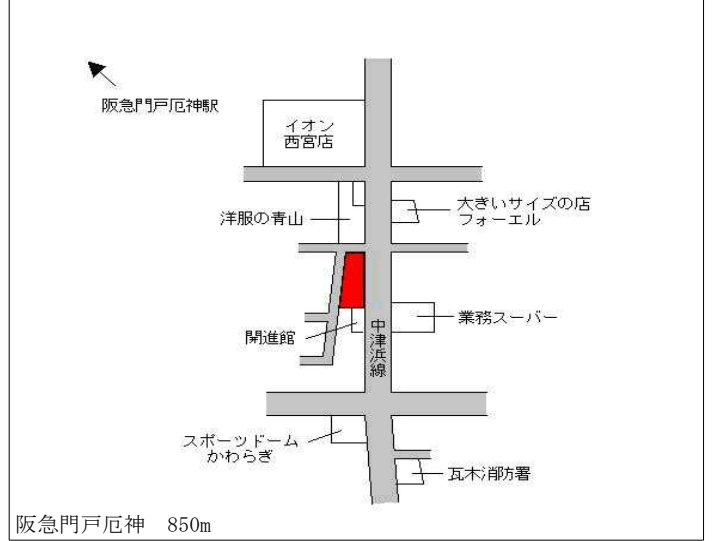 阪急門戸厄神駅
イオン
西宮店
洋服の青山
大きいサイズの店
フォーエル
開進館
業務スーパー
中津浜線
スポーツドーム
かわらぎ
瓦木消防署
阪急門戸厄神　850m